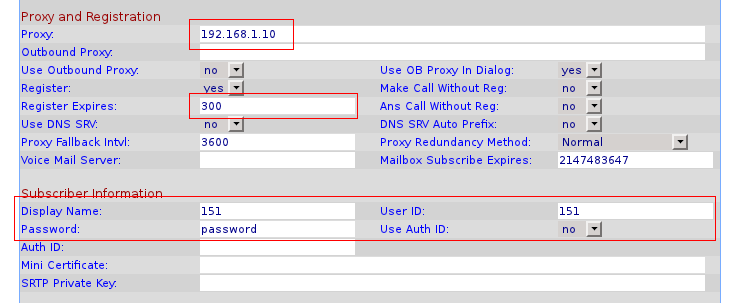 Proxy and Registration
Proxy: 192.168.1.10
Outbound Proxy:
Use Outbound Proxy: no Use OB Proxy In Dialog: yes
Register: yes Make Call Without Reg: no
Register Expires: 300 Ans Call Without Reg: no
Use DNS SRV: no DNS SRV Auto Prefix: no
Proxy Fallback Intvl: 3600 Proxy Redundancy Method: Normal
Voice Mail Server: Mailbox Subscribe Expires: 2147483647
Subscriber Information
Display Name: 151 User ID: 151
Password: password Use Auth ID: no
Auth ID:
Mini Certificate:
SRTP Private Key: